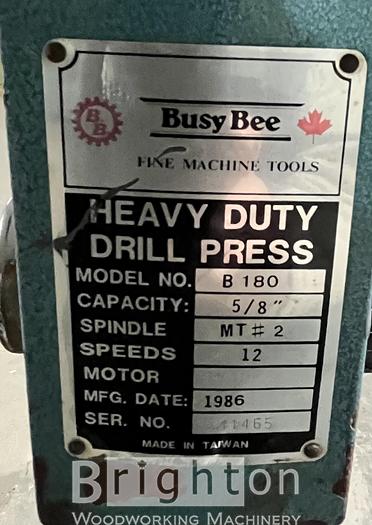 BB
Busy Bee
FINE MACHINE TOOLS
HEAVY DUTY
DRILL PRESS
MODEL NO. B 180
CAPACITY: 5/8"
SPINDLE MT#2
SPEEDS 12
MOTOR
MFG. DATE: 1986
SER. NO.
MADE IN TAIWAN
Brighton
WOODWORKING MACHINERY